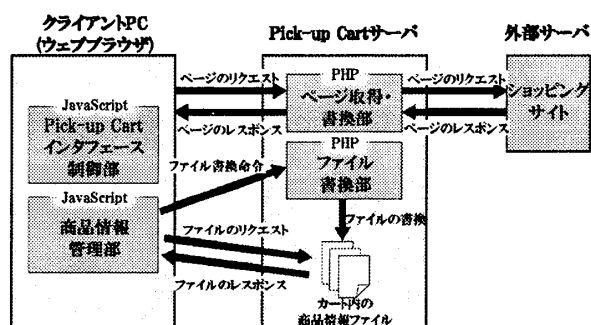 クライアントPC
(ウェブブラウザ)
Pick-up Cartサーバ
外部サーバ
ページのリクエスト
PHP
ページ取得・
書換部
ページのリクエスト
ショッピング
サイト
JavaScript
Pick-up Cart
インタフェース
制御部
ページのレスポンス
ページのレスポンス
ファイル書換命令
PHP
ファイル
書換部
JavaScript
商品情報
管理部
ファイルの書換
ファイルのリクエスト
ファイルのレスポンス
カート内の
商品情報ファイル